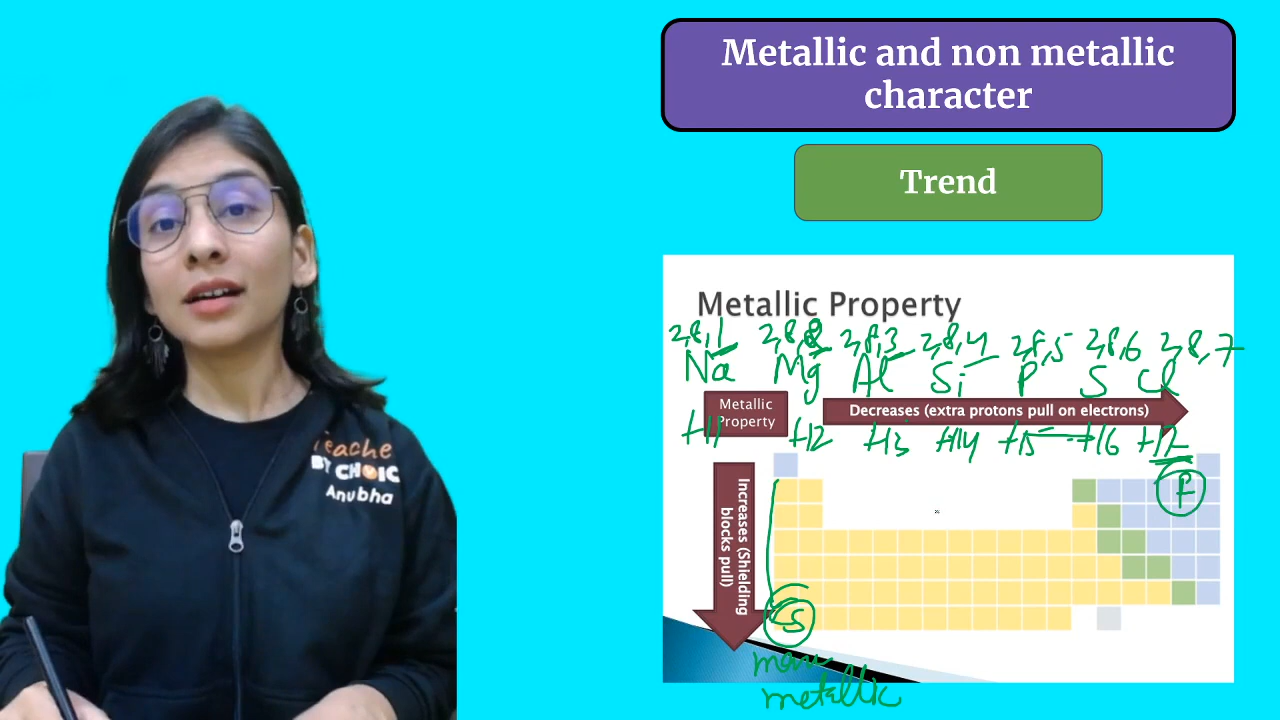 Metallic and non metallic
character
Trend
Metallic Property
2,8,1 2,8,2 2,8,3 2,8,4 2,8,5 2,8,6 2,8,7
Na Mg Al Si P S Cl
Metallic
Property
Decreases (extra protons pull on electrons)
+11 +12 +13 +14 +15 +16 +17
F
Increases (Shielding
blocks pull)
Cs
more
metallic
Teache
BY CHOIC
Anubha